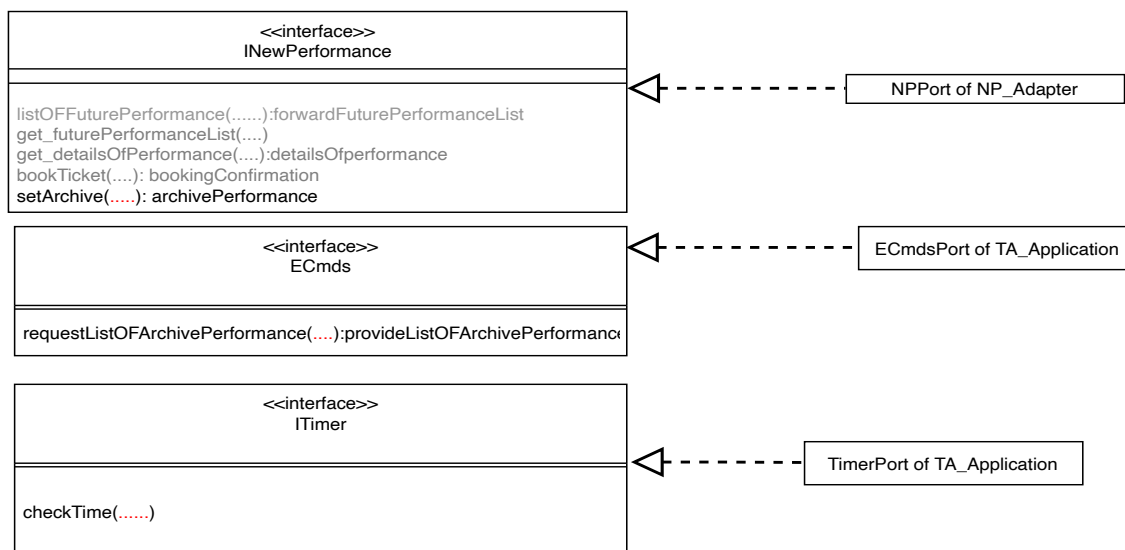 <<interface>>
INewPerformance
NPPort of NP_Adapter
listOFFuturePerformance(......):forwardFuturePerformanceList
get_futurePerformanceList(....)
get_detailsOfPerformance(....):detailsOfperformance
bookTicket(....): bookingConfirmation
setArchive(.....): archivePerformance
<<interface>>
ECmds
ECmdsPort of TA_Application
requestListOFArchivePerformance(....):provideListOFArchivePerformance
<<interface>>
ITimer
TimerPort of TA_Application
checkTime(......)